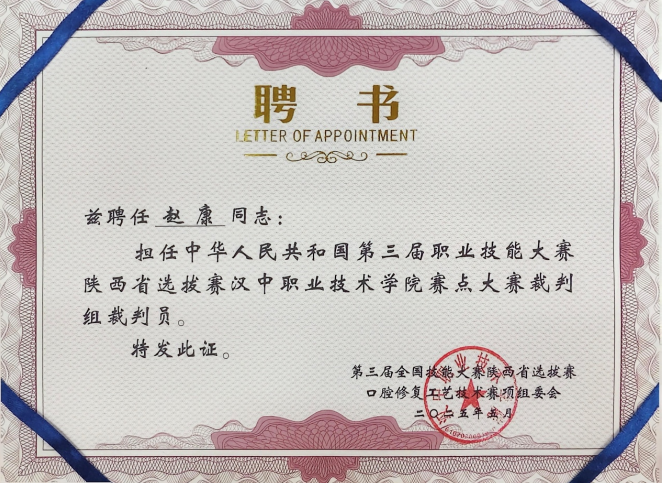 聘 书
LETTER OF APPOINTMENT
兹聘任 赵 康 同志：
担任中华人民共和国第三届职业技能大赛
陕西省选拔赛汉中职业技术学院赛点大赛裁判
组裁判员。
特发此证。
第三届全国技能大赛陕西省选拔赛
口腔修复工艺技术赛项组委会
二〇二五年五月